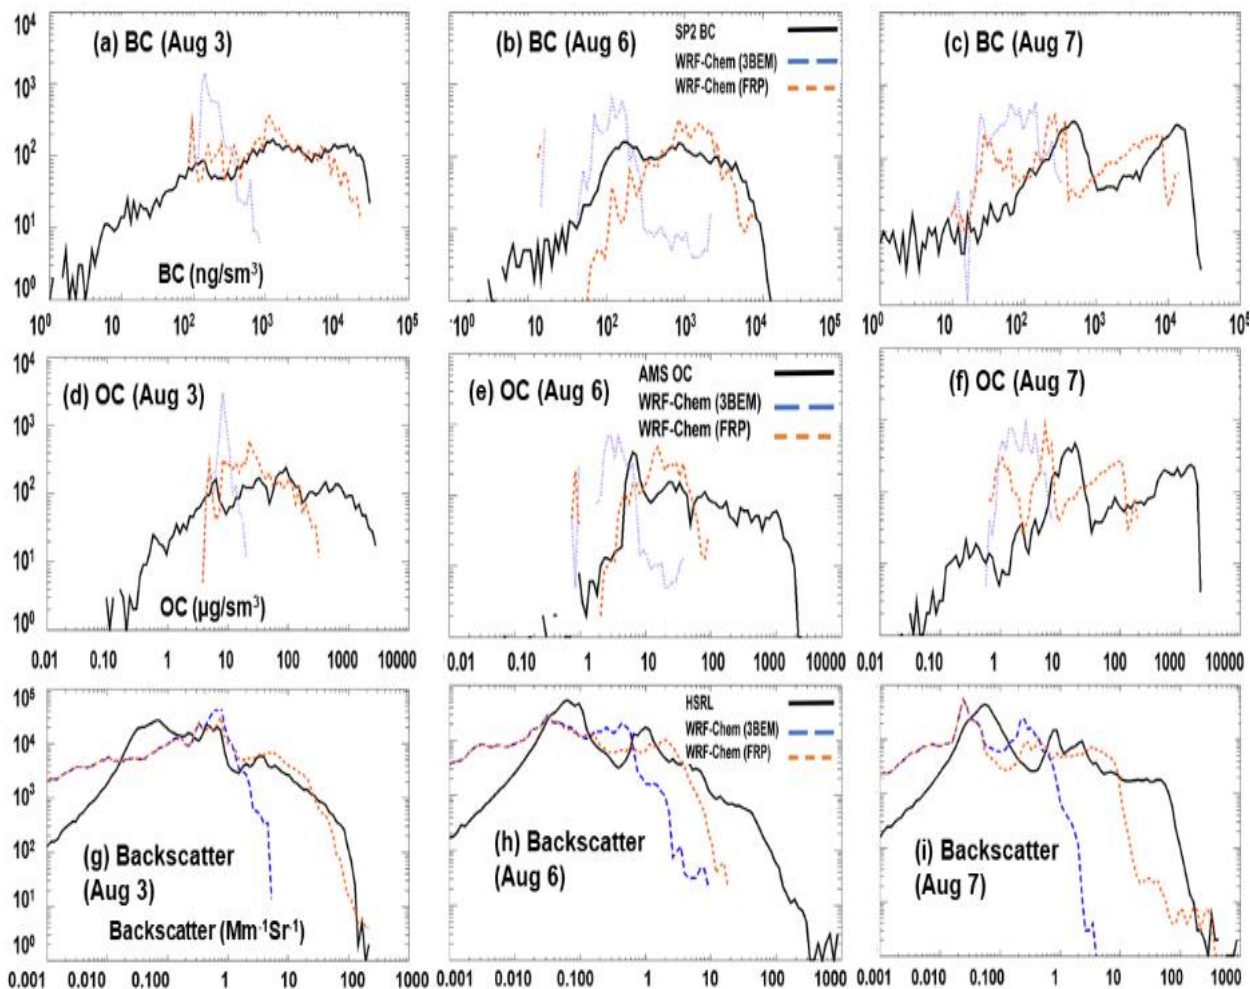 (a) BC (Aug 3)
10⁴
10³
10²
10¹
10⁰
BC (ng/sm³)
10⁰ 10 10² 10³ 10⁴ 10⁵
(b) BC (Aug 6)
SP2 BC
WRF-Chem (3BEM)
WRF-Chem (FRP)
-10⁰ 10 10² 10³ 10⁴ 10⁵
(c) BC (Aug 7)
10⁰ 10 10² 10³ 10⁴ 10⁵
(d) OC (Aug 3)
10⁴
10³
10²
10¹
10⁰
OC (µg/sm³)
0.01 0.10 1 10 100 1000 10000
(e) OC (Aug 6)
AMS OC
WRF-Chem (3BEM)
WRF-Chem (FRP)
0.01 0.10 1 10 100 1000 10000
(f) OC (Aug 7)
0.01 0.10 1 10 100 1000 10000
10⁵
10⁴
10³
10²
10¹
10⁰
(g) Backscatter
(Aug 3)
Backscatter (Mm⁻¹Sr⁻¹)
0.001 0.100 1 10 100 1000
HSRL
WRF-Chem (3BEM)
WRF-Chem (FRP)
(h) Backscatter
(Aug 6)
0.001 0.100 1 10 100 1000
(i) Backscatter
(Aug 7)
0.001 0.100 1 10 100 1000